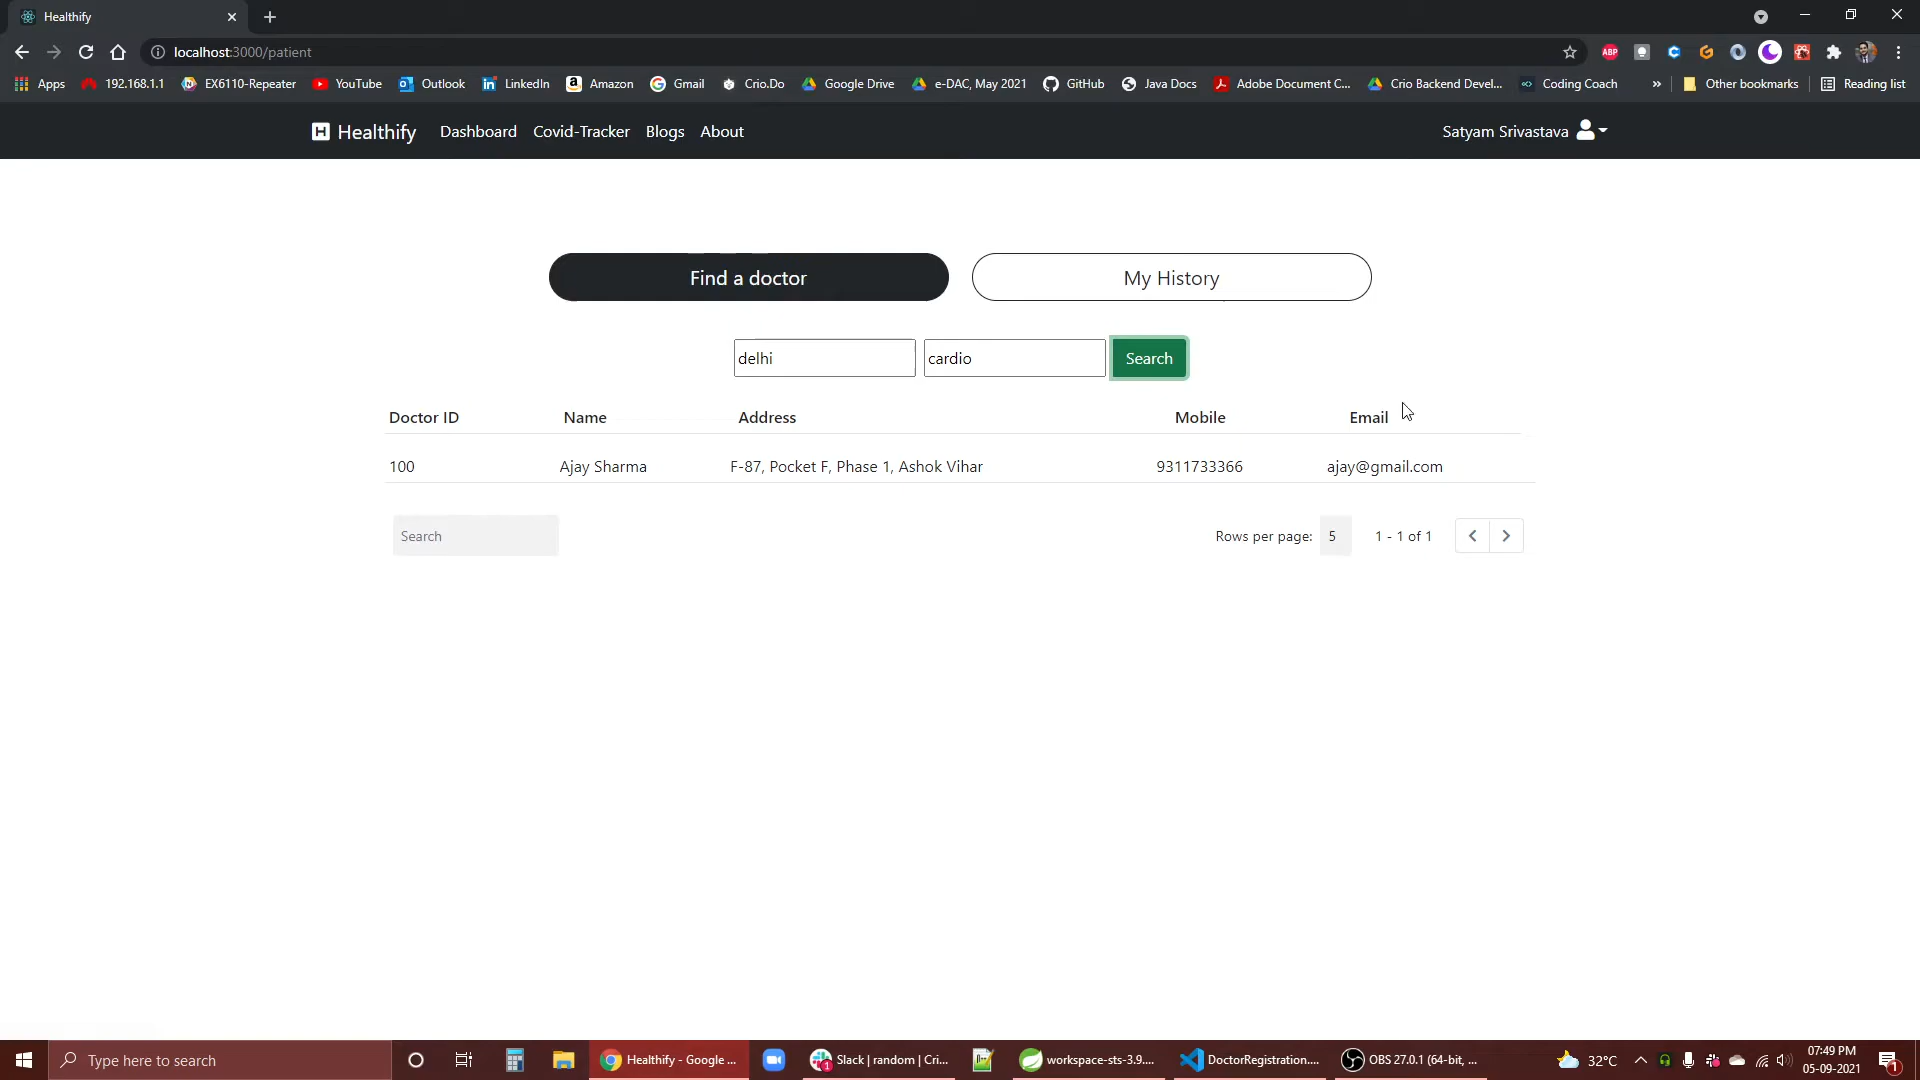 Healthify
localhost:3000/patient
ABP
Apps 192.168.1.1 EX6110-Repeater YouTube Outlook LinkedIn Amazon Gmail Crio.Do Google Drive e-DAC, May 2021 GitHub Java Docs Adobe Document C... Crio Backend Devel... Coding Coach » Other bookmarks Reading list
H Healthify Dashboard Covid-Tracker Blogs About Satyam Srivastava
Find a doctor My History
delhi cardio Search
Doctor ID Name Address Mobile Email
100 Ajay Sharma F-87, Pocket F, Phase 1, Ashok Vihar 9311733366 ajay@gmail.com
Search Rows per page: 5 1 - 1 of 1
Type here to search Healthify - Google ... 1 Slack | random | Cri... workspace-sts-3.9.... DoctorRegistration.... OBS 27.0.1 (64-bit, ... 32°C 07:49 PM 1
05-09-2021